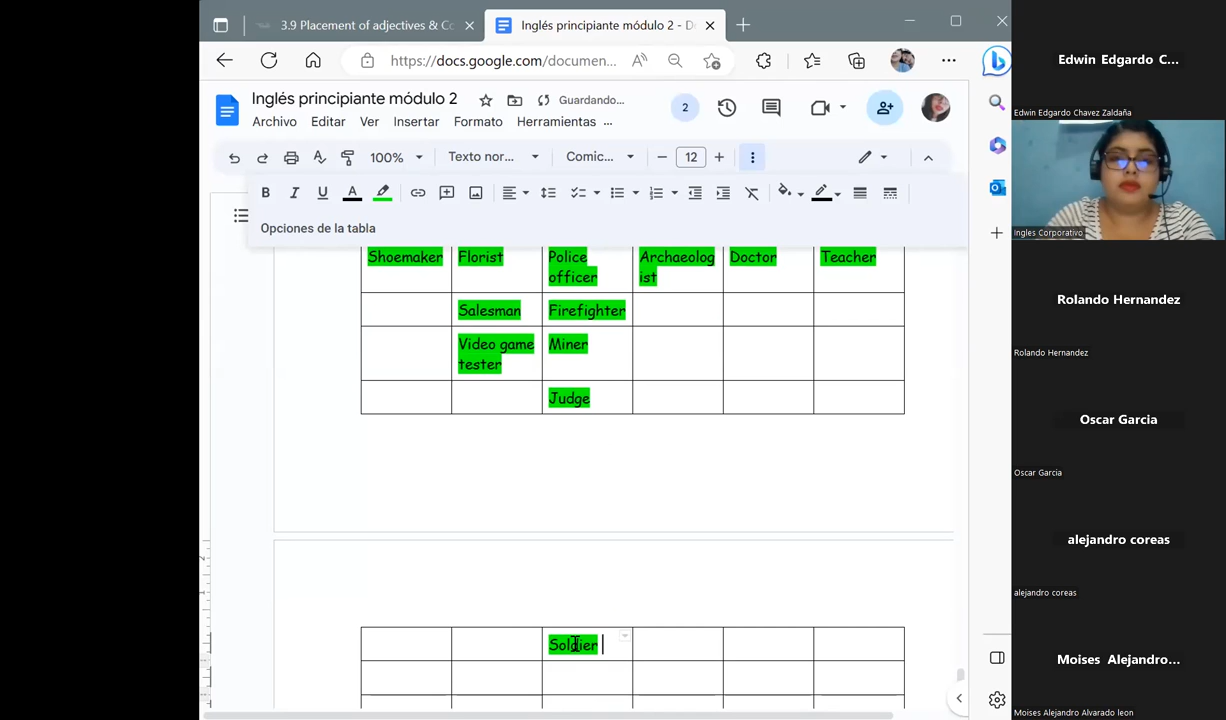 3.9 Placement of adjectives & Co
Inglés principiante módulo 2 - D
https://docs.google.com/documen...
Inglés principiante módulo 2
Guardando...
2
Archivo Editar Ver Insertar Formato Herramientas ...
100% Texto nor... Comic... 12
Opciones de la tabla
Shoemaker Florist Police officer Archaeologist Doctor Teacher
Salesman Firefighter
Video game tester Miner
Judge
Soldier
Edwin Edgardo C...
Edwin Edgardo Chavez Zaldaña
Ingles Corporativo
Rolando Hernandez
Rolando Hernandez
Oscar Garcia
Oscar Garcia
alejandro coreas
alejandro coreas
Moises Alejandro...
Moises Alejandro Alvarado leon